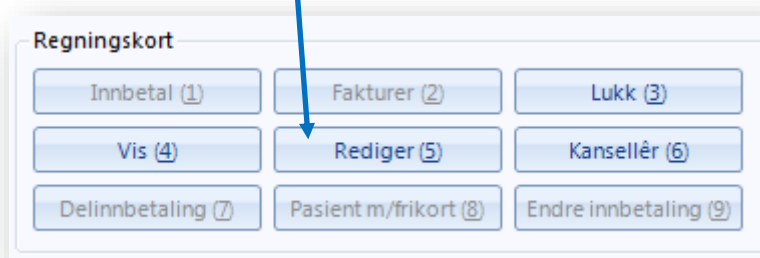 Regningskort
Innbetal (1) Fakturer (2) Lukk (3)
Vis (4) Rediger (5) Kansellêr (6)
Delinnbetaling (7) Pasient m/frikort (8) Endre innbetaling (9)